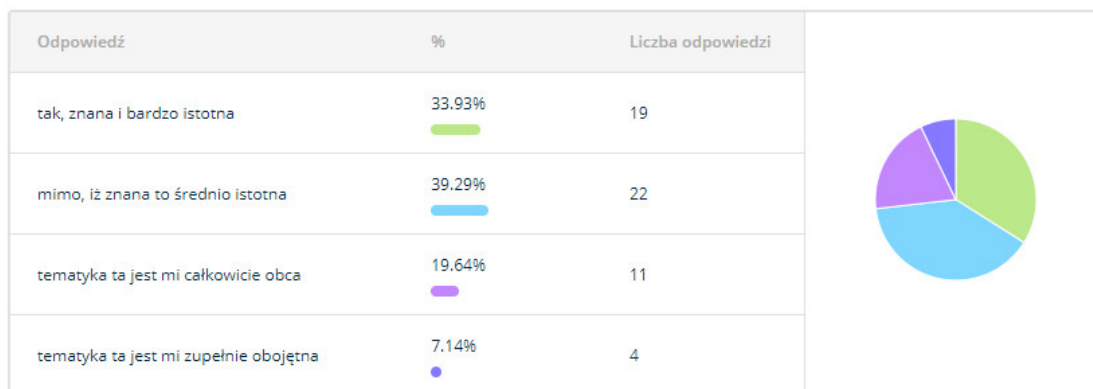 Odpowiedź % Liczba odpowiedzi
tak, znana i bardzo istotna 33.93% 19
mimo, iż znana to średnio istotna 39.29% 22
tematyka ta jest mi całkowicie obca 19.64% 11
tematyka ta jest mi zupełnie obojętna 7.14% 4